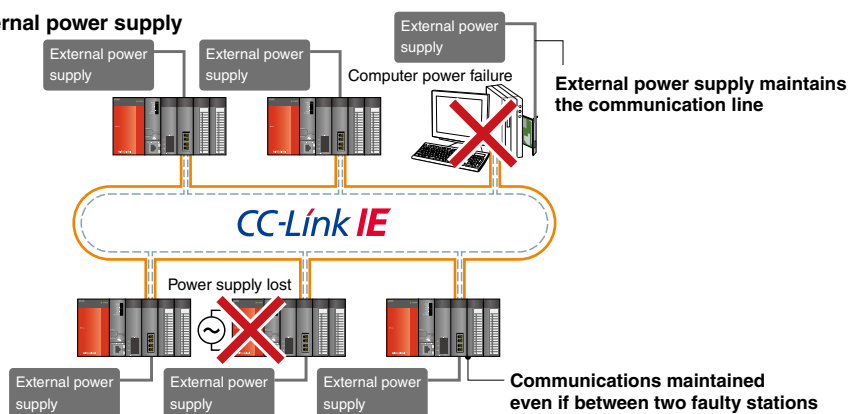 ernal power supply
External power
supply
External power
supply
External power
supply
Computer power failure
External power supply maintains
the communication line
CC-Link IE
Power supply lost
External power
supply
External power
supply
External power
supply
Communications maintained
even if between two faulty stations